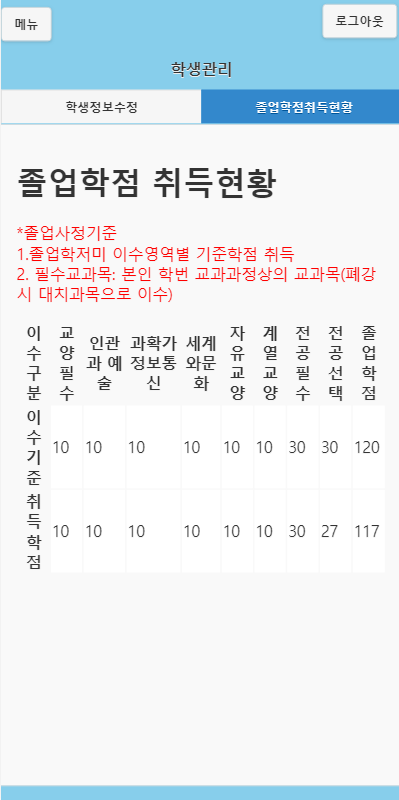 메뉴
로그아웃
학생관리
학생정보수정 졸업학점취득현황
졸업학점 취득현황
*졸업사정기준
1.졸업학저미 이수영역별 기준학점 취득
2. 필수교과목: 본인 학번 교과과정상의 교과목(폐강
시 대치과목으로 이수)
이수구분 교양필수 인관과 예술 과확가정보통신 세계와문화 자유교양 계열교양 전공필수 전공선택 졸업학점
이수기준 10 10 10 10 10 10 30 30 120
취득학점 10 10 10 10 10 10 30 27 117